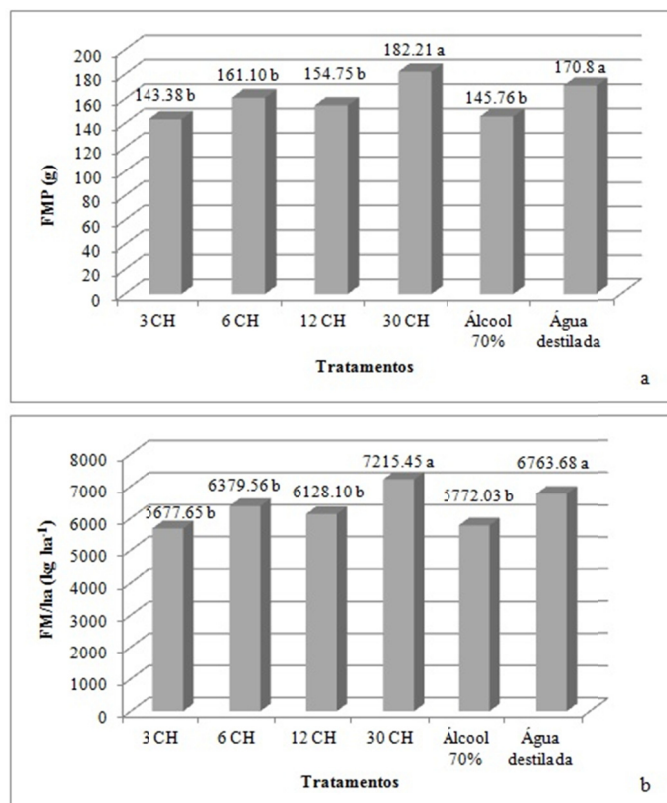 200
180
160
140
120
100
80
60
40
20
0
FMP (g)
143.38 b
161.10 b
154.75 b
182.21 a
145.76 b
170.8 a
3 CH
6 CH
12 CH
30 CH
Álcool 70%
Água destilada
Tratamentos
a
8000
7000
6000
5000
4000
3000
2000
1000
0
FM/ha (kg ha⁻¹)
5677.65 b
6379.56 b
6128.10 b
7215.45 a
5772.03 b
6763.68 a
3 CH
6 CH
12 CH
30 CH
Álcool 70%
Água destilada
Tratamentos
b